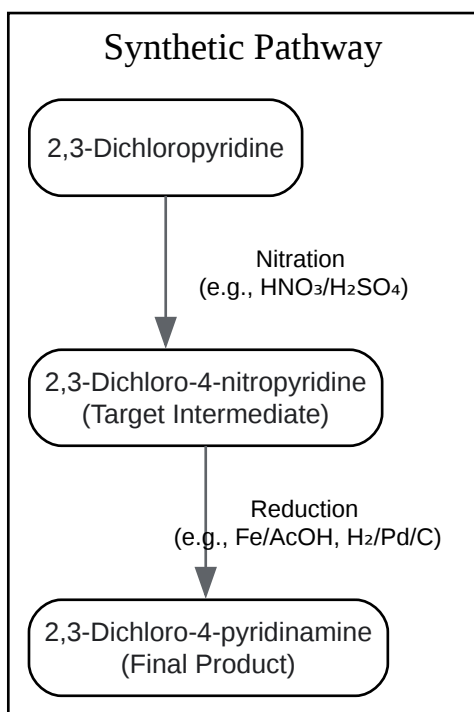 Synthetic Pathway
2,3-Dichloropyridine
Nitration
(e.g., HNO₃/H₂SO₄)
2,3-Dichloro-4-nitropyridine
(Target Intermediate)
Reduction
(e.g., Fe/AcOH, H₂/Pd/C)
2,3-Dichloro-4-pyridinamine
(Final Product)